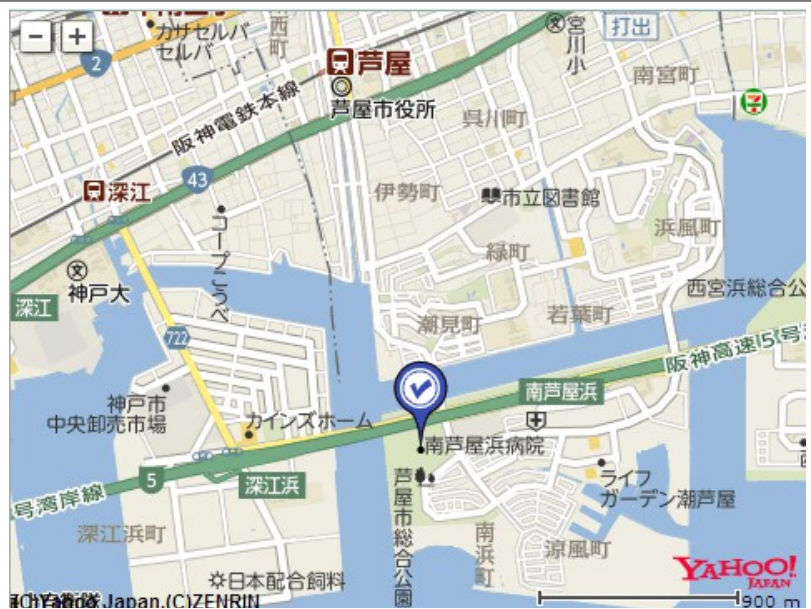 カサセルバ
セルバ
2
芦屋
芦屋市役所
阪神電鉄本線
宮川小
打出
南宮町
呉川町
43
深江
伊勢町
市立図書館
浜風町
コープこうべ
緑町
神戸大
深江
西宮浜総合公
潮見町
若葉町
722
阪神高速5号
南芦屋浜
神戸市
中央卸売市場
カインズホーム
南芦屋浜病院
5
深江浜
号湾岸線
ライフ
ガーデン潮芦屋
芦屋市総合公園
深江浜町
南浜町
涼風町
日本配合飼料
YAHOO!
JAPAN
Yahoo Japan,(C)ZENRIN
900 m